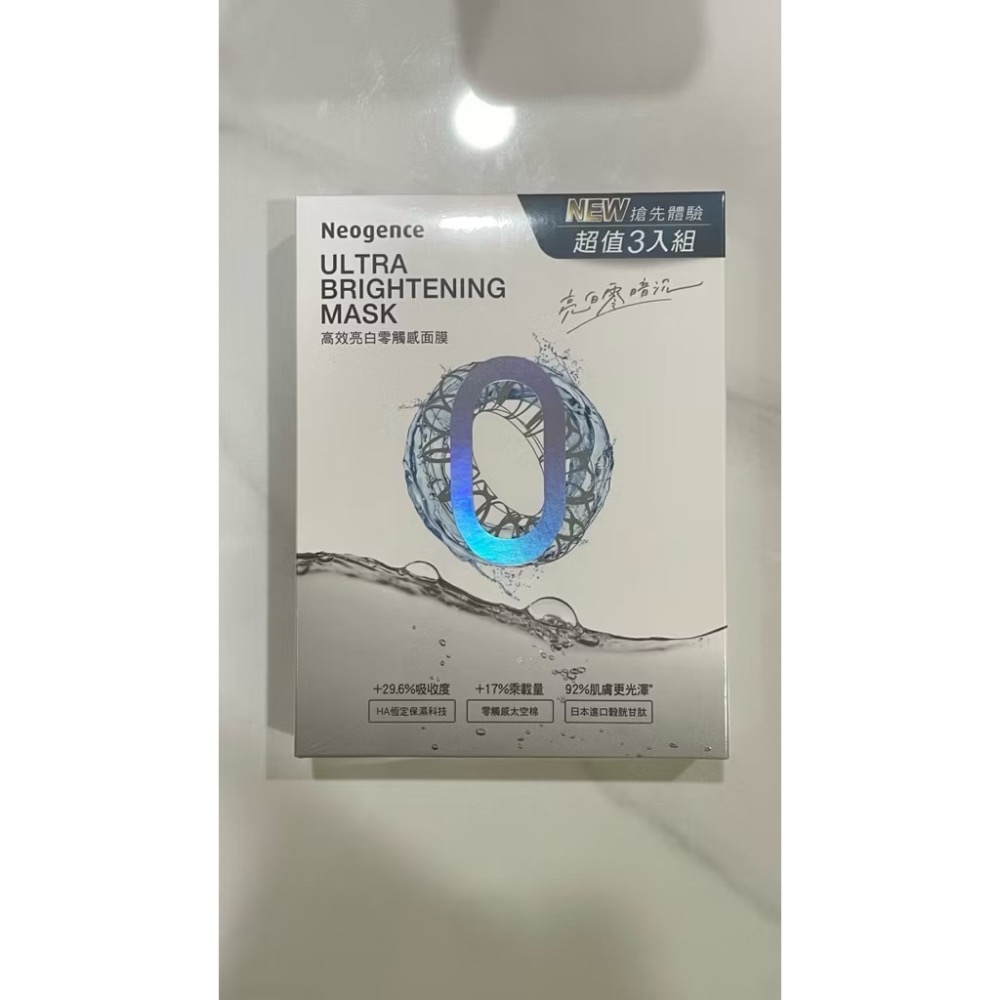 NEW 搶先體驗
超值3入組
Neogence
ULTRA
BRIGHTENING
MASK
高效亮白零觸感面膜
亮白零暗沉
0
+29.6%吸收度
HA恆定保濕科技
+17%乘載量
零觸感太空棉
92%肌膚更光澤*
日本進口穀胱甘肽